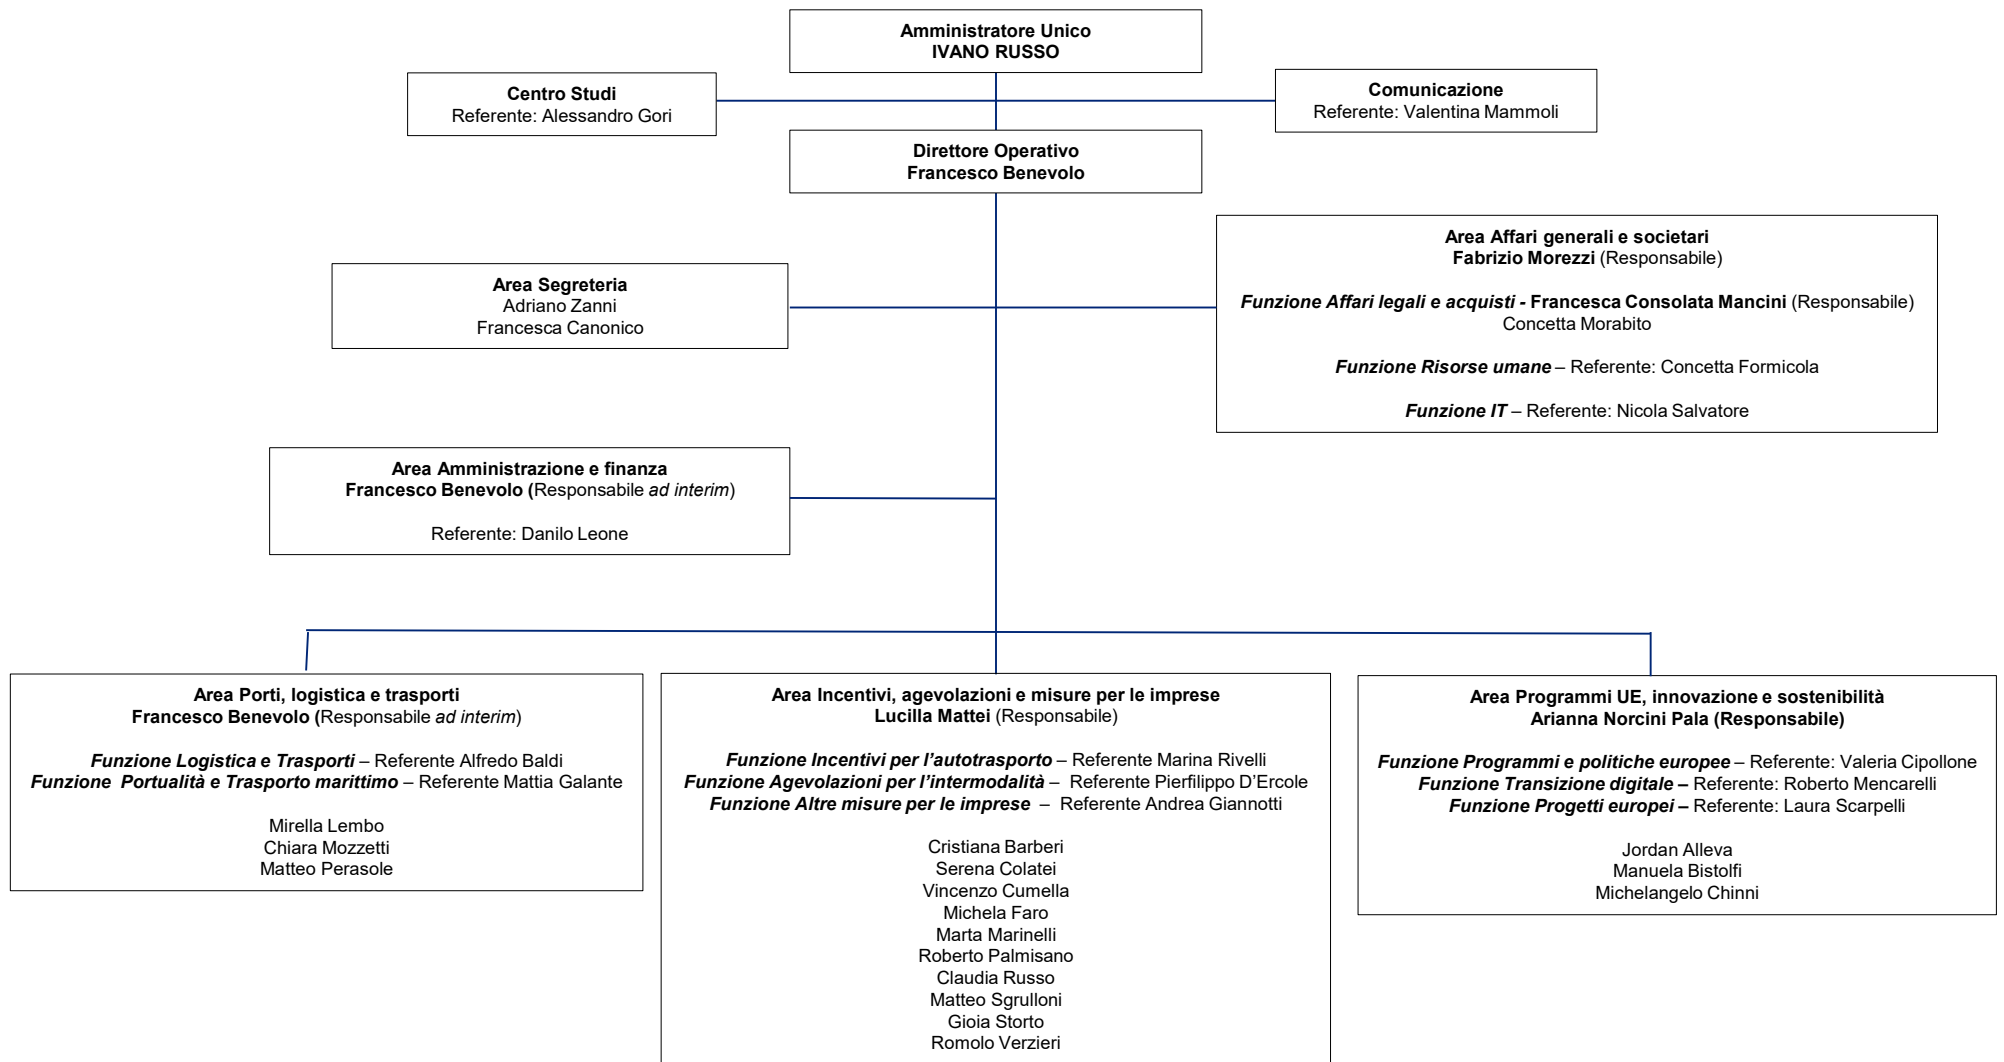 Amministratore Unico
IVANO RUSSO
Centro Studi
Referente: Alessandro Gori
Comunicazione
Referente: Valentina Mammoli
Direttore Operativo
Francesco Benevolo
Area Segreteria
Adriano Zanni
Francesca Canonico
Area Affari generali e societari
Fabrizio Morezzi (Responsabile)
Funzione Affari legali e acquisti - Francesca Consolata Mancini (Responsabile)
Concetta Morabito
Funzione Risorse umane – Referente: Concetta Formicola
Funzione IT – Referente: Nicola Salvatore
Area Amministrazione e finanza
Francesco Benevolo (Responsabile ad interim)
Referente: Danilo Leone
Area Porti, logistica e trasporti
Francesco Benevolo (Responsabile ad interim)
Funzione Logistica e Trasporti – Referente Alfredo Baldi
Funzione Portualità e Trasporto marittimo – Referente Mattia Galante
Mirella Lembo
Chiara Mozzetti
Matteo Perasole
Area Incentivi, agevolazioni e misure per le imprese
Lucilla Mattei (Responsabile)
Funzione Incentivi per l'autotrasporto – Referente Marina Rivelli
Funzione Agevolazioni per l'intermodalità – Referente Pierfilippo D'Ercole
Funzione Altre misure per le imprese – Referente Andrea Giannotti
Cristiana Barberi
Serena Colatei
Vincenzo Cumella
Michela Faro
Marta Marinelli
Roberto Palmisano
Claudia Russo
Matteo Sgrulloni
Gioia Storto
Romolo Verzieri
Area Programmi UE, innovazione e sostenibilità
Arianna Norcini Pala (Responsabile)
Funzione Programmi e politiche europee – Referente: Valeria Cipollone
Funzione Transizione digitale – Referente: Roberto Mencarelli
Funzione Progetti europei – Referente: Laura Scarpelli
Jordan Alleva
Manuela Bistolfi
Michelangelo Chinni